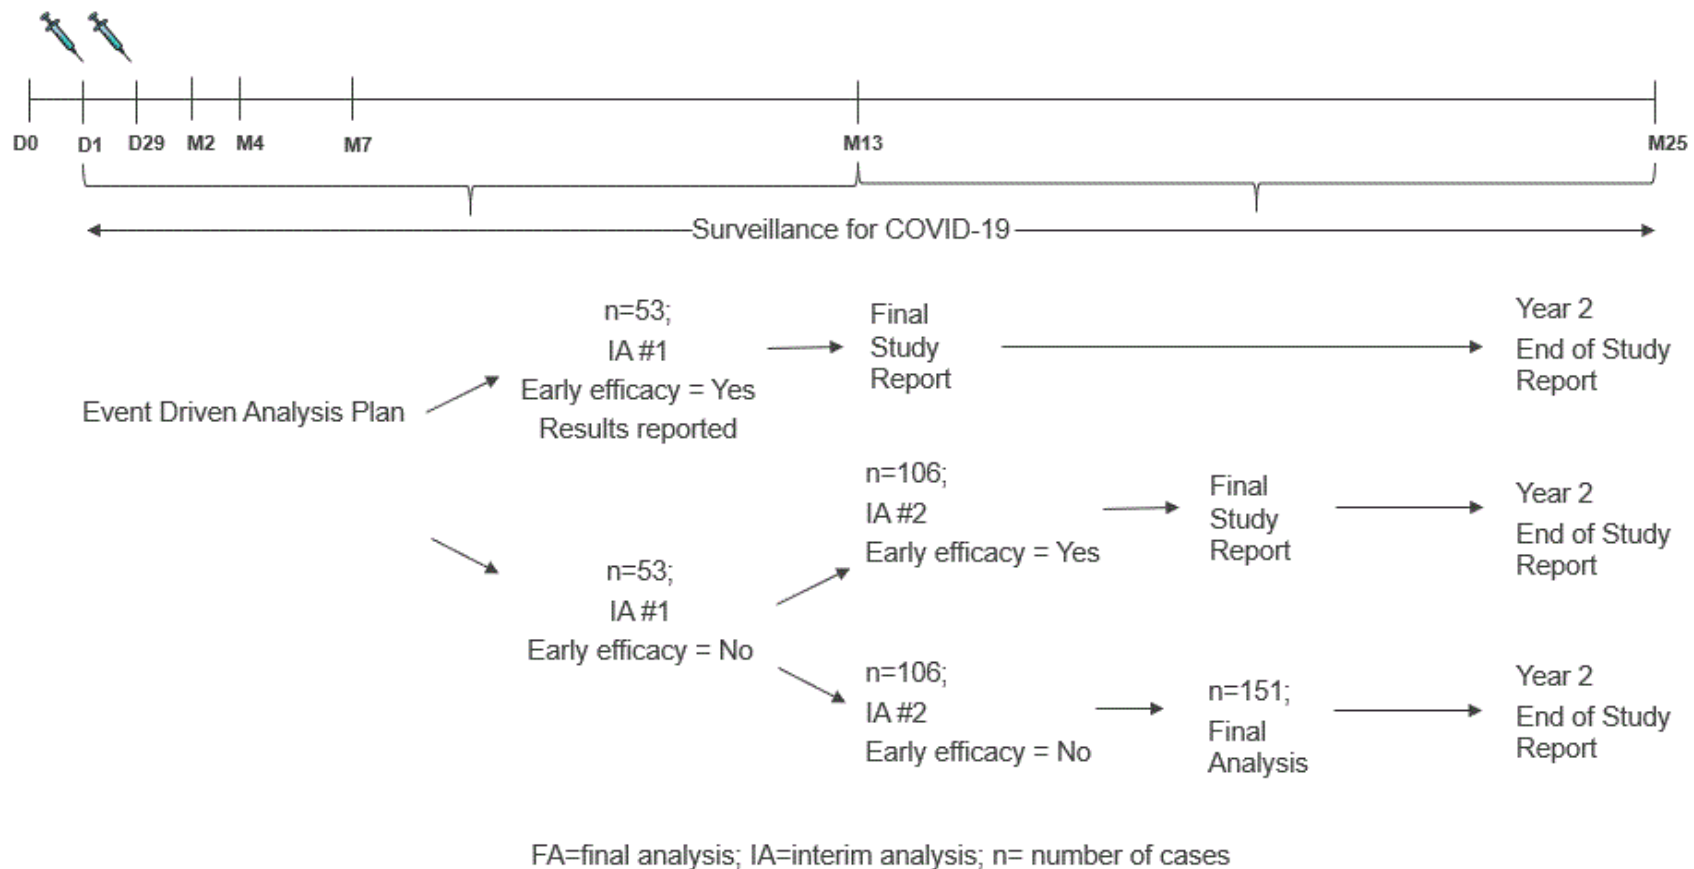 D0 D1 D29 M2 M4 M7 M13 M25
Surveillance for COVID-19
Event Driven Analysis Plan
n=53;
IA #1
Early efficacy = Yes
Results reported
Final
Study
Report
Year 2
End of Study
Report
n=53;
IA #1
Early efficacy = No
n=106;
IA #2
Early efficacy = Yes
Final
Study
Report
Year 2
End of Study
Report
n=106;
IA #2
Early efficacy = No
n=151;
Final
Analysis
Year 2
End of Study
Report
FA=final analysis; IA=interim analysis; n= number of cases